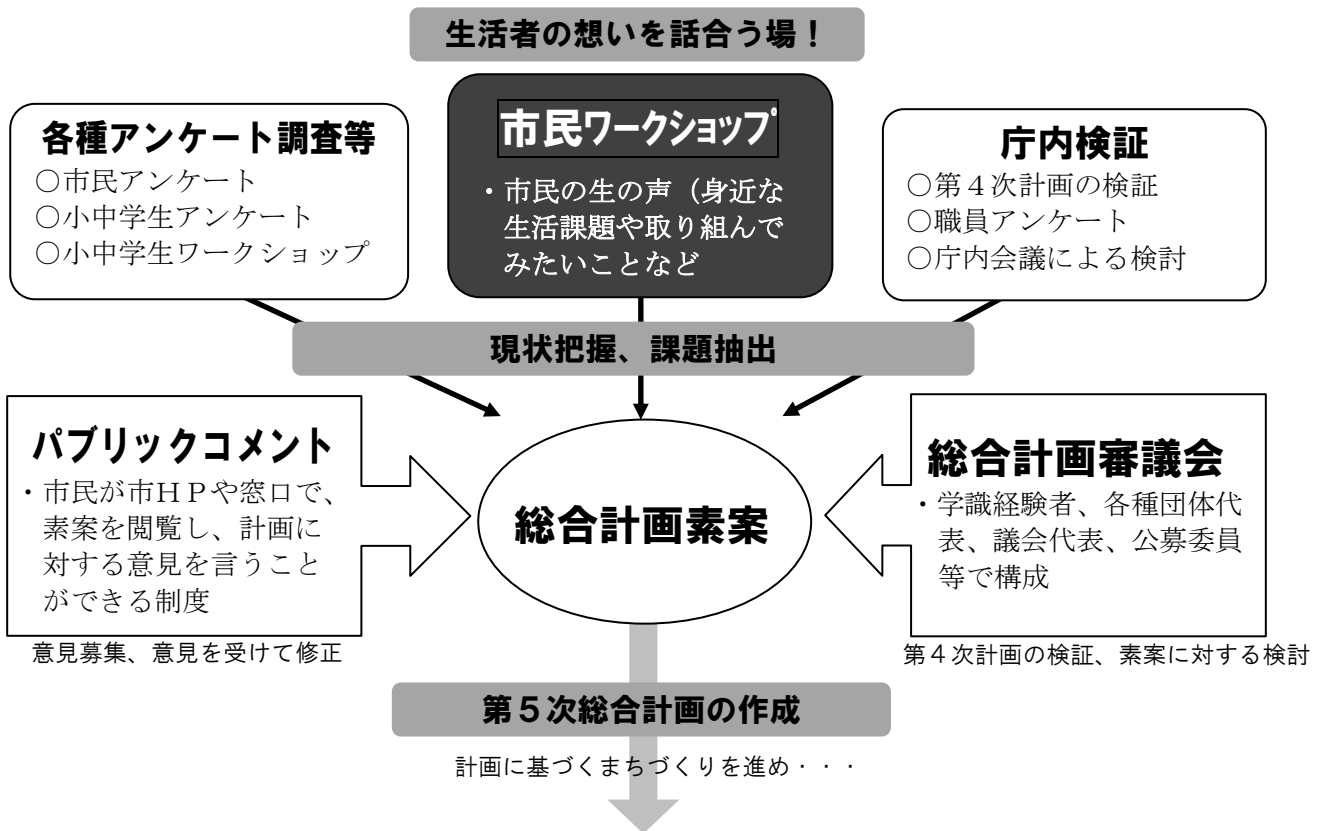 生活者の想いを話合う場！
各種アンケート調査等
○市民アンケート
○小中学生アンケート
○小中学生ワークショップ
市民ワークショップ
・市民の生の声（身近な
生活課題や取り組んで
みたいことなど
庁内検証
○第４次計画の検証
○職員アンケート
○庁内会議による検討
現状把握、課題抽出
パブリックコメント
・市民が市ＨＰや窓口で、
素案を閲覧し、計画に
対する意見を言うこと
ができる制度
意見募集、意見を受けて修正
総合計画素案
総合計画審議会
・学識経験者、各種団体代
表、議会代表、公募委員
等で構成
第４次計画の検証、素案に対する検討
第５次総合計画の作成
計画に基づくまちづくりを進め・・・